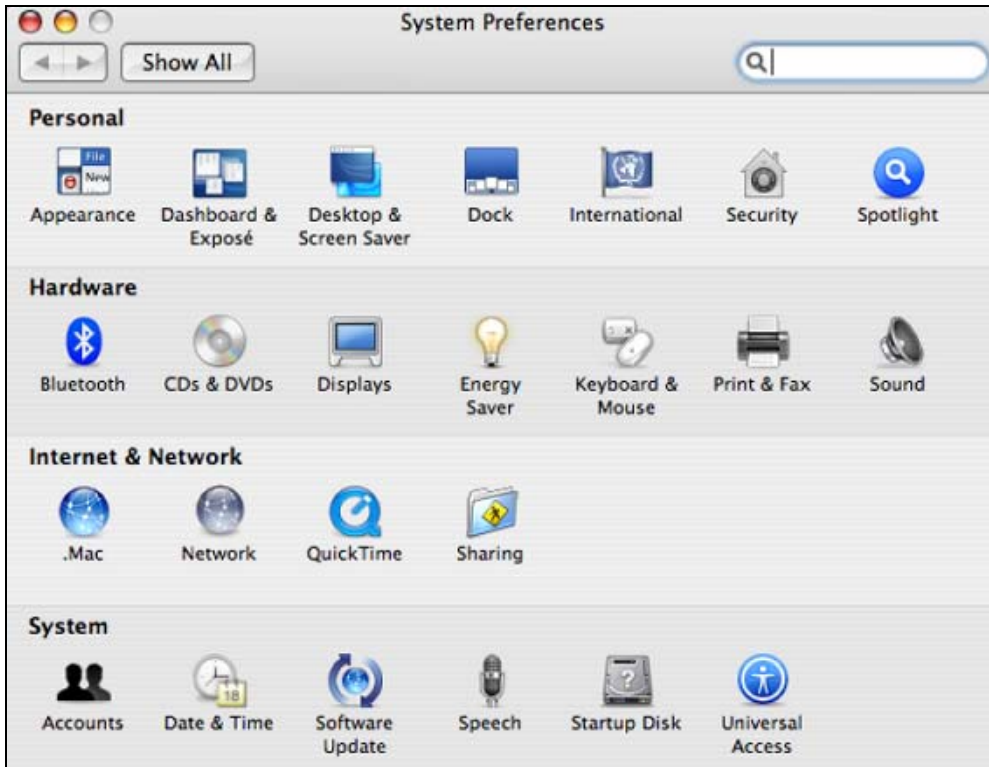 System Preferences
Show All
Personal
File
New
Appearance
Dashboard &
Exposé
Desktop &
Screen Saver
Dock
International
Security
Spotlight
Hardware
Bluetooth
CDs & DVDs
Displays
Energy
Saver
Keyboard &
Mouse
Print & Fax
Sound
Internet & Network
.Mac
Network
QuickTime
Sharing
System
18
?
Accounts
Date & Time
Software
Update
Speech
Startup Disk
Universal
Access